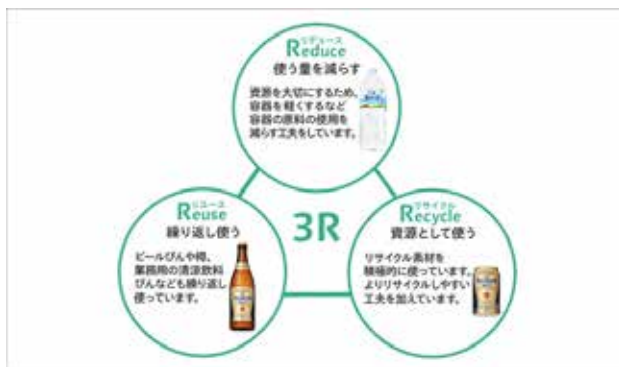 リデュース
Reduce
使う量を減らす
資源を大切にするため、
容器を軽くするなど
容器の原料の使用を
減らす工夫をしています。
リユース
Reuse
繰り返し使う
ビールびんや樽、
業務用の清涼飲料
びんなども繰り返し
使っています。
3R
リサイクル
Recycle
資源として使う
リサイクル素材を
積極的に使っています。
よりリサイクルしやすい
工夫を加えています。